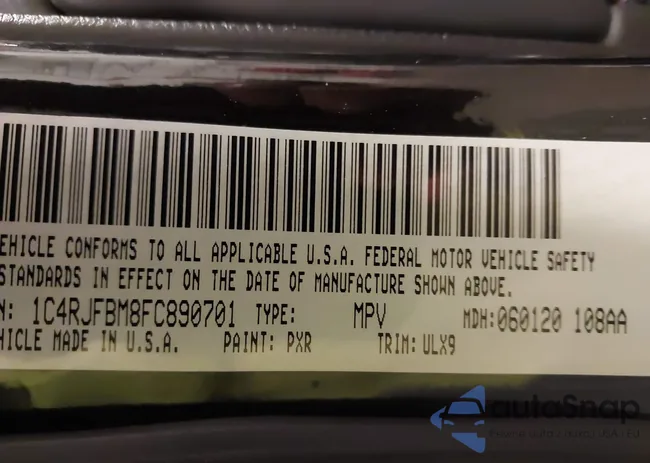 EHICLE CONFORMS TO ALL APPLICABLE U.S.A. FEDERAL MOTOR VEHICLE SAFETY
STANDARDS IN EFFECT ON THE DATE OF MANUFACTURE SHOWN ABOVE.
N: 1C4RJFBM8FC890701 TYPE: MPV MDH: 060120 108AA
HICLE MADE IN U.S.A. PAINT: PXR TRIM: ULX9
autoSnap